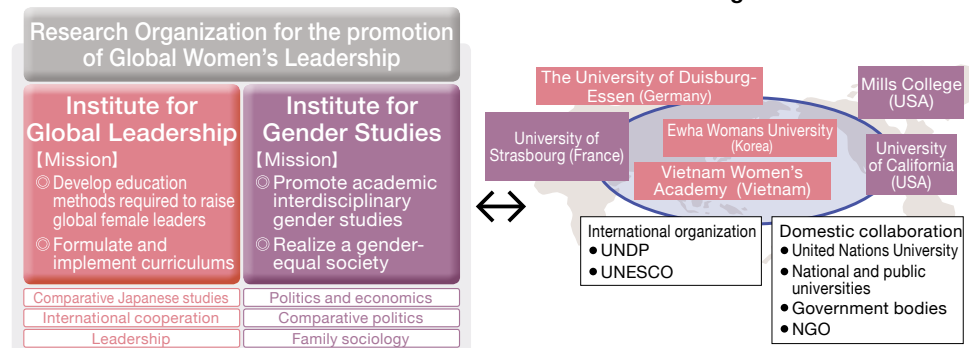 Research Organization for the promotion
of Global Women's Leadership
Institute for
Global Leadership
【Mission】
◎Develop education
methods required to raise
global female leaders
◎Formulate and
implement curriculums
Comparative Japanese studies
International cooperation
Leadership
Institute for
Gender Studies
【Mission】
◎Promote academic
interdisciplinary
gender studies
◎Realize a gender-
equal society
Politics and economics
Comparative politics
Family sociology
The University of Duisburg-
Essen (Germany)
Mills College
(USA)
University of
Strasbourg (France)
Ewha Womans University
(Korea)
University
of California
(USA)
Vietnam Women's
Academy (Vietnam)
International organization
●UNDP
●UNESCO
Domestic collaboration
●United Nations University
●National and public
universities
●Government bodies
●NGO